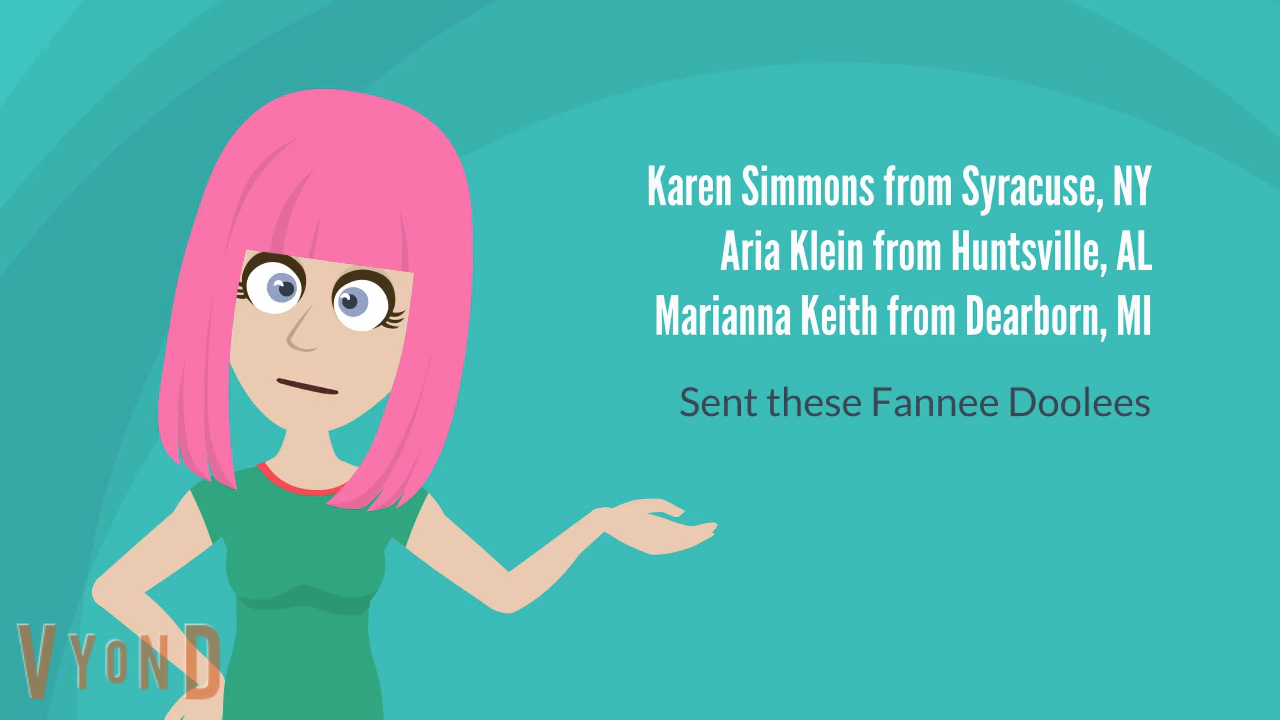 Karen Simmons from Syracuse, NY
Aria Klein from Huntsville, AL
Marianna Keith from Dearborn, MI
Sent these Fannee Doolees
VYOND